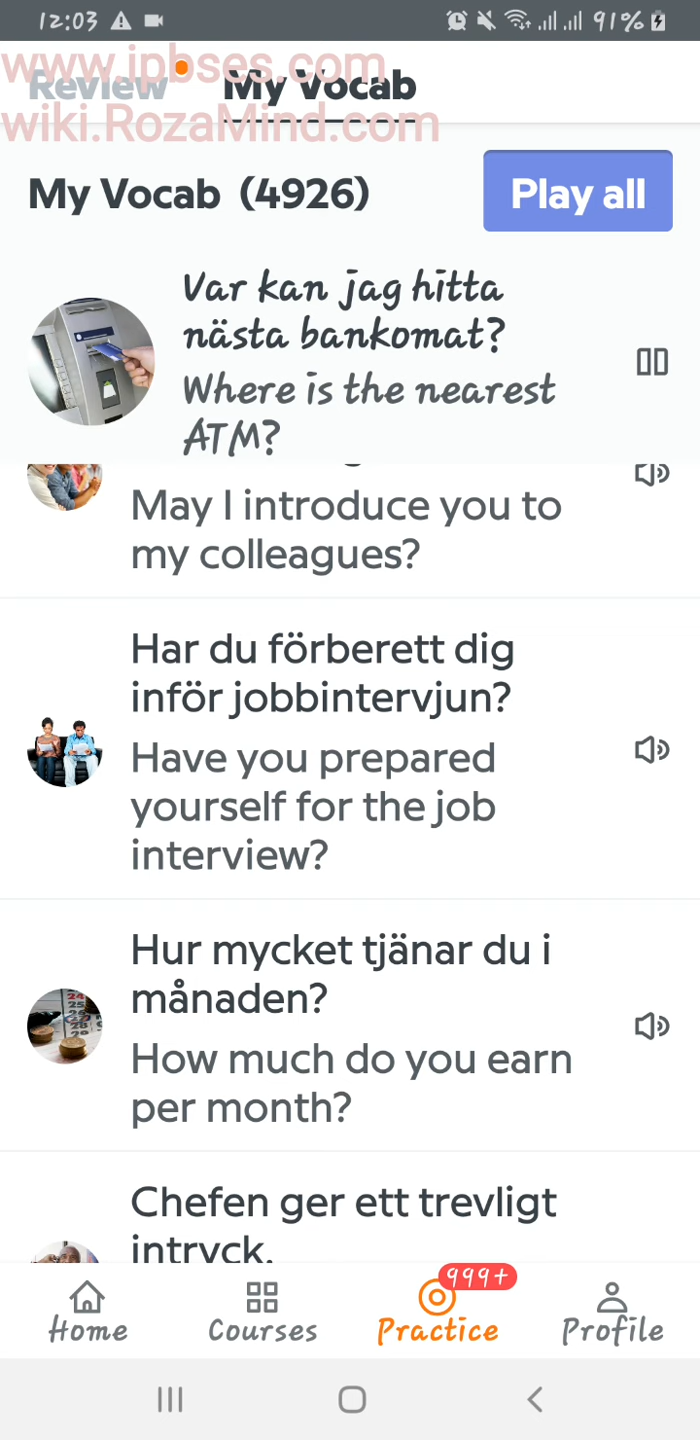 12:03
91%
www.ipbses.com
Review
My Vocab
wiki.RozaMind.com
My Vocab (4926)
Play all
Var kan jag hitta
nästa bankomat?
Where is the nearest
ATM?
May I introduce you to
my colleagues?
Har du förberett dig
inför jobbintervjun?
Have you prepared
yourself for the job
interview?
24
25
Hur mycket tjänar du i
månaden?
How much do you earn
per month?
Chefen ger ett trevligt
intryck.
999+
Home
Courses
Practice
Profile